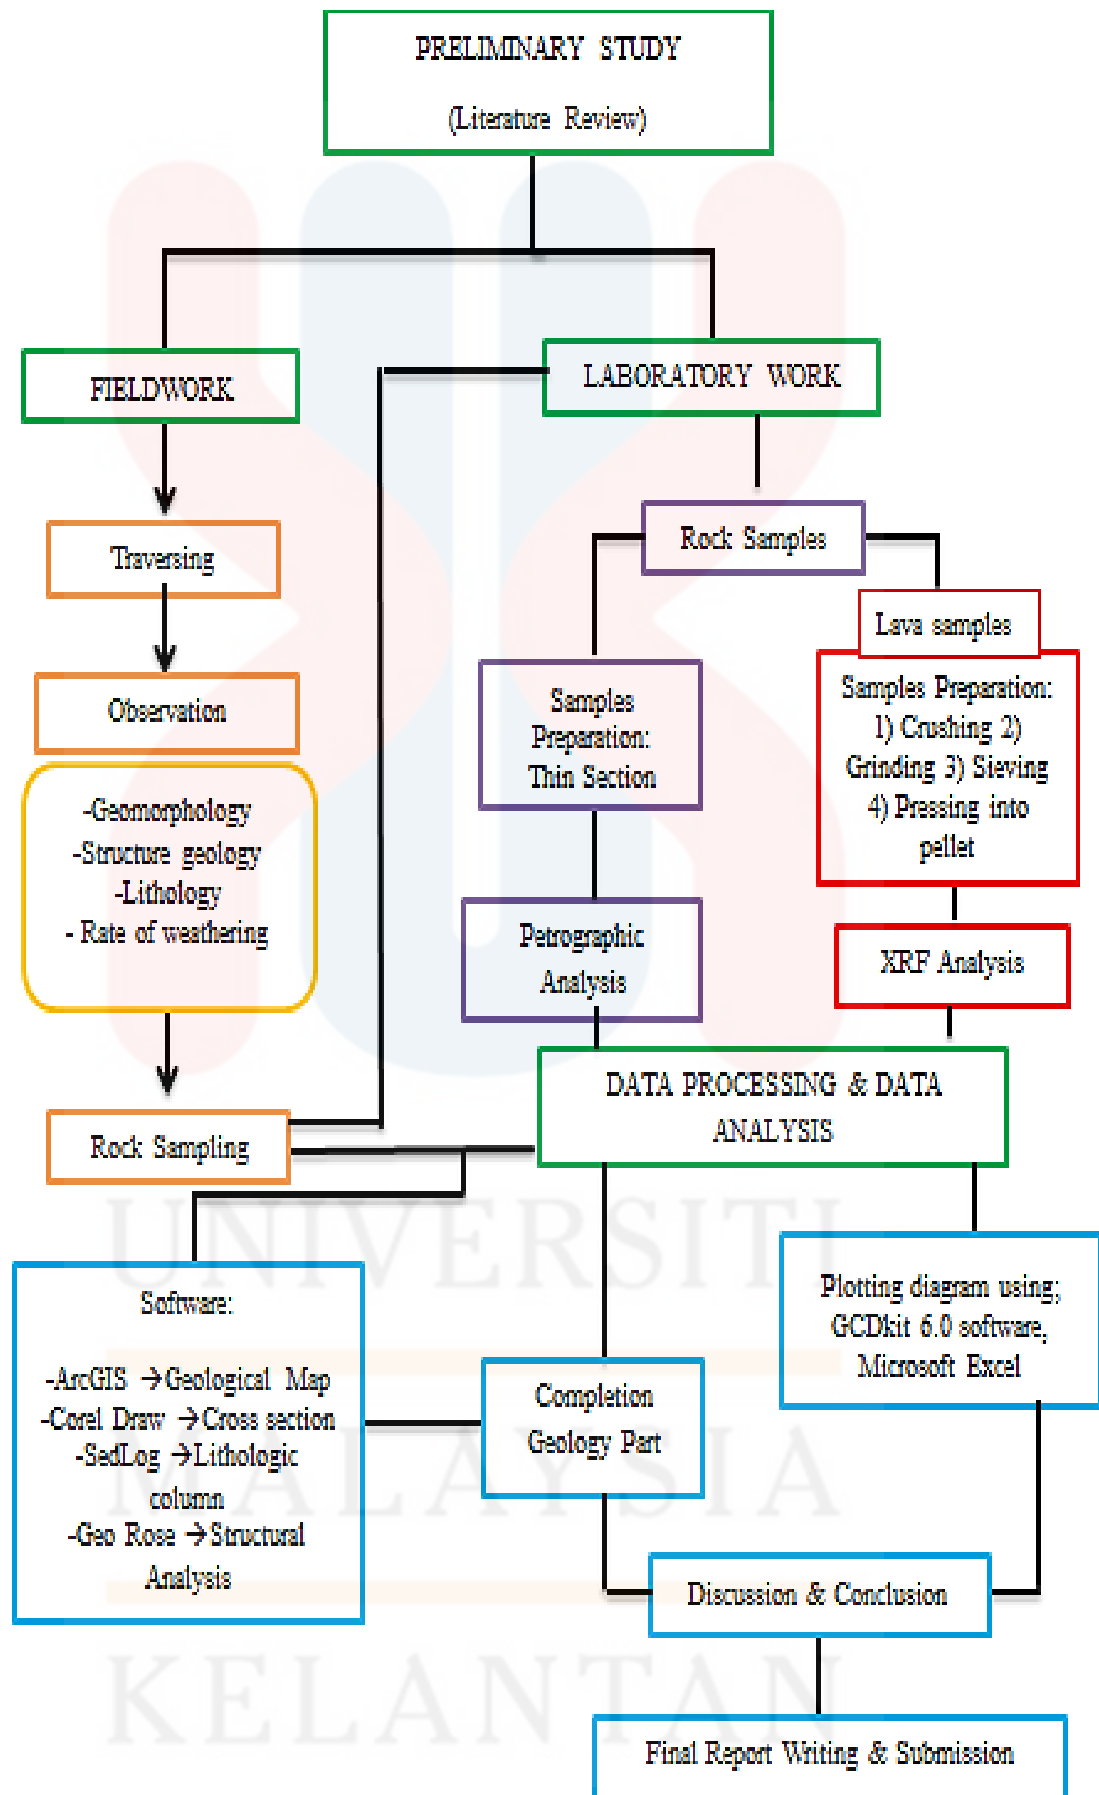 PRELIMINARY STUDY
(Literature Review)
FIELDWORK
LABORATORY WORK
Traversing
Rock Samples
Lava samples
Observation
Samples
Preparation:
Thin Section
Samples Preparation:
1) Crushing 2)
Grinding 3) Sieving
4) Pressing into
pellet
-Geomorphology
-Structure geology
-Lithology
- Rate of weathering
Petrographic
Analysis
XRF Analysis
Rock Sampling
DATA PROCESSING & DATA
ANALYSIS
Software:
-ArcGIS →Geological Map
-Corel Draw →Cross section
-SedLog →Lithologic
column
-Geo Rose →Structural
Analysis
Completion
Geology Part
Plotting diagram using;
GCDkit 6.0 software,
Microsoft Excel
Discussion & Conclusion
Final Report Writing & Submission
UNIVERSITI
MALAYSIA
KELANTAN